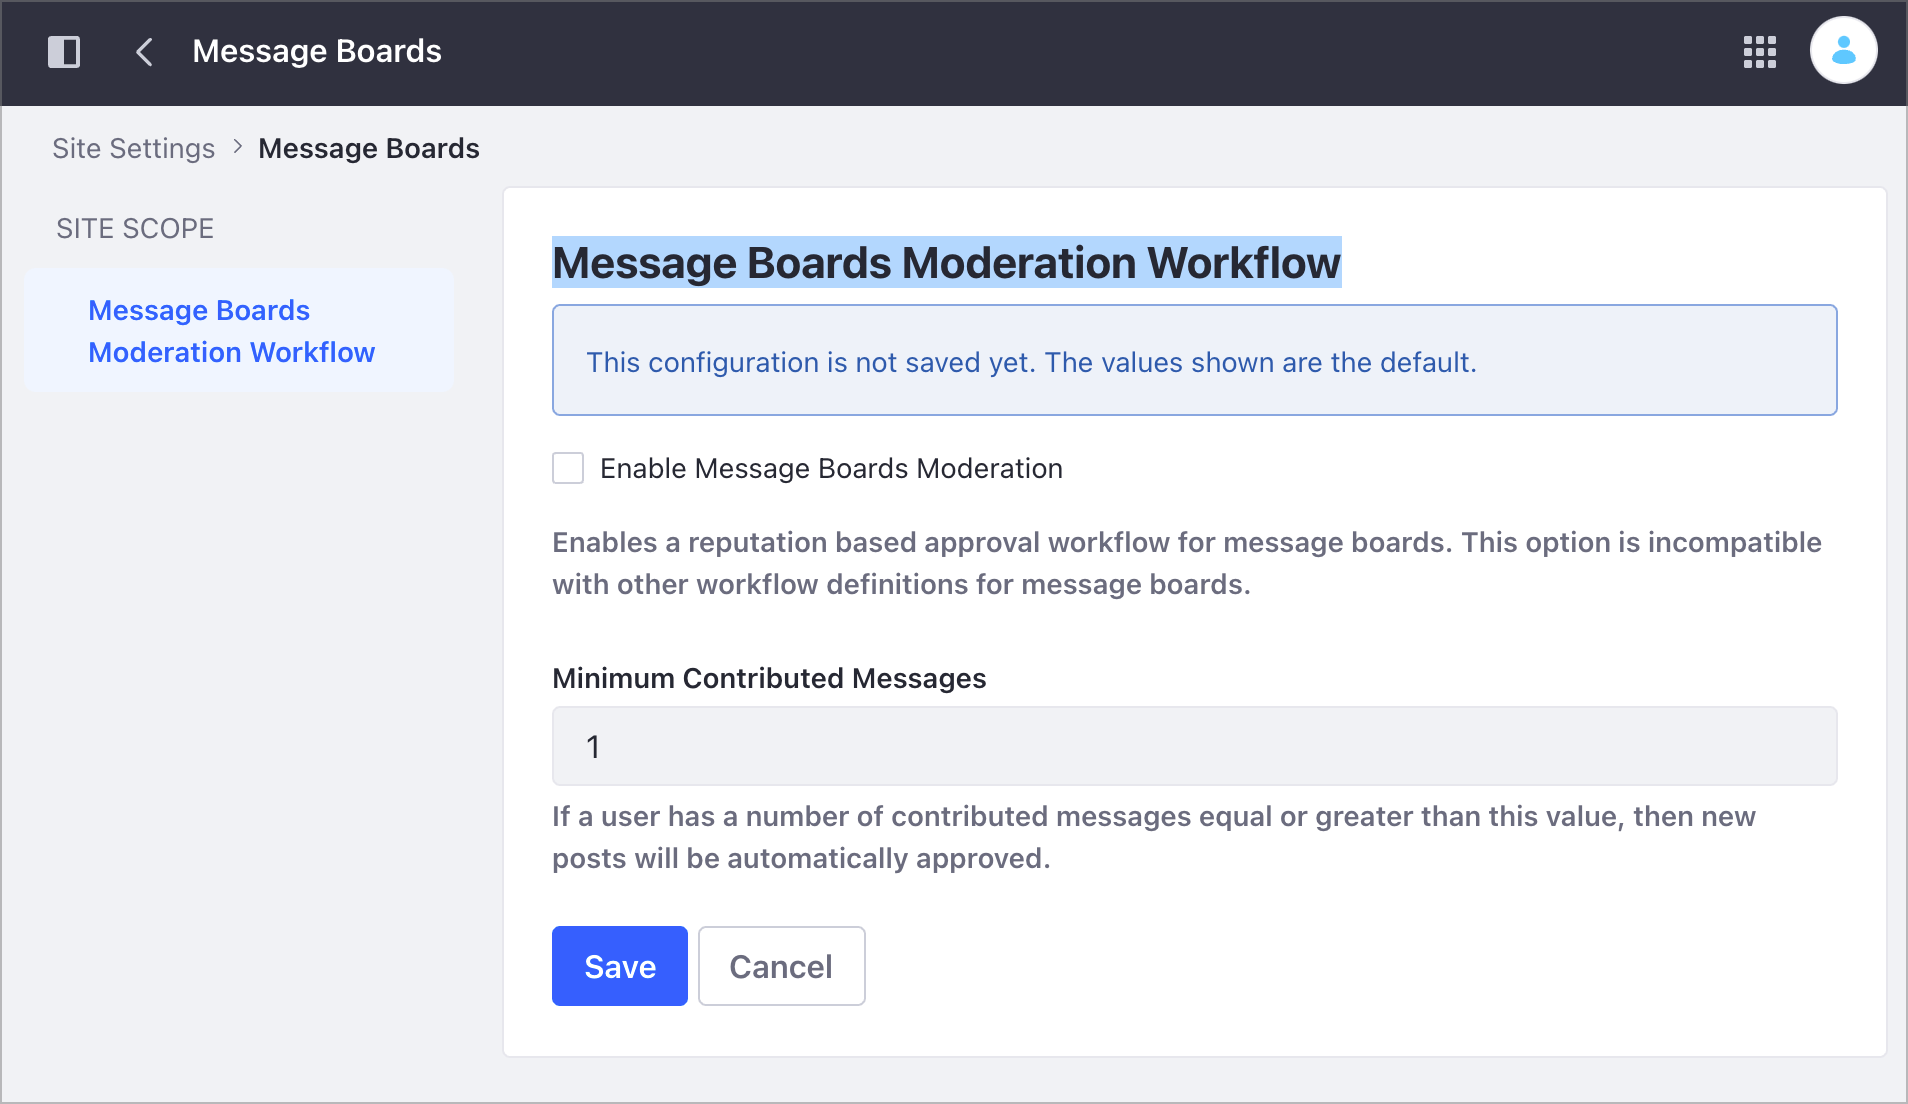 Message Boards
Site Settings > Message Boards
SITE SCOPE
Message Boards
Moderation Workflow
Message Boards Moderation Workflow
This configuration is not saved yet. The values shown are the default.
Enable Message Boards Moderation
Enables a reputation based approval workflow for message boards. This option is incompatible
with other workflow definitions for message boards.
Minimum Contributed Messages
1
If a user has a number of contributed messages equal or greater than this value, then new
posts will be automatically approved.
Save Cancel